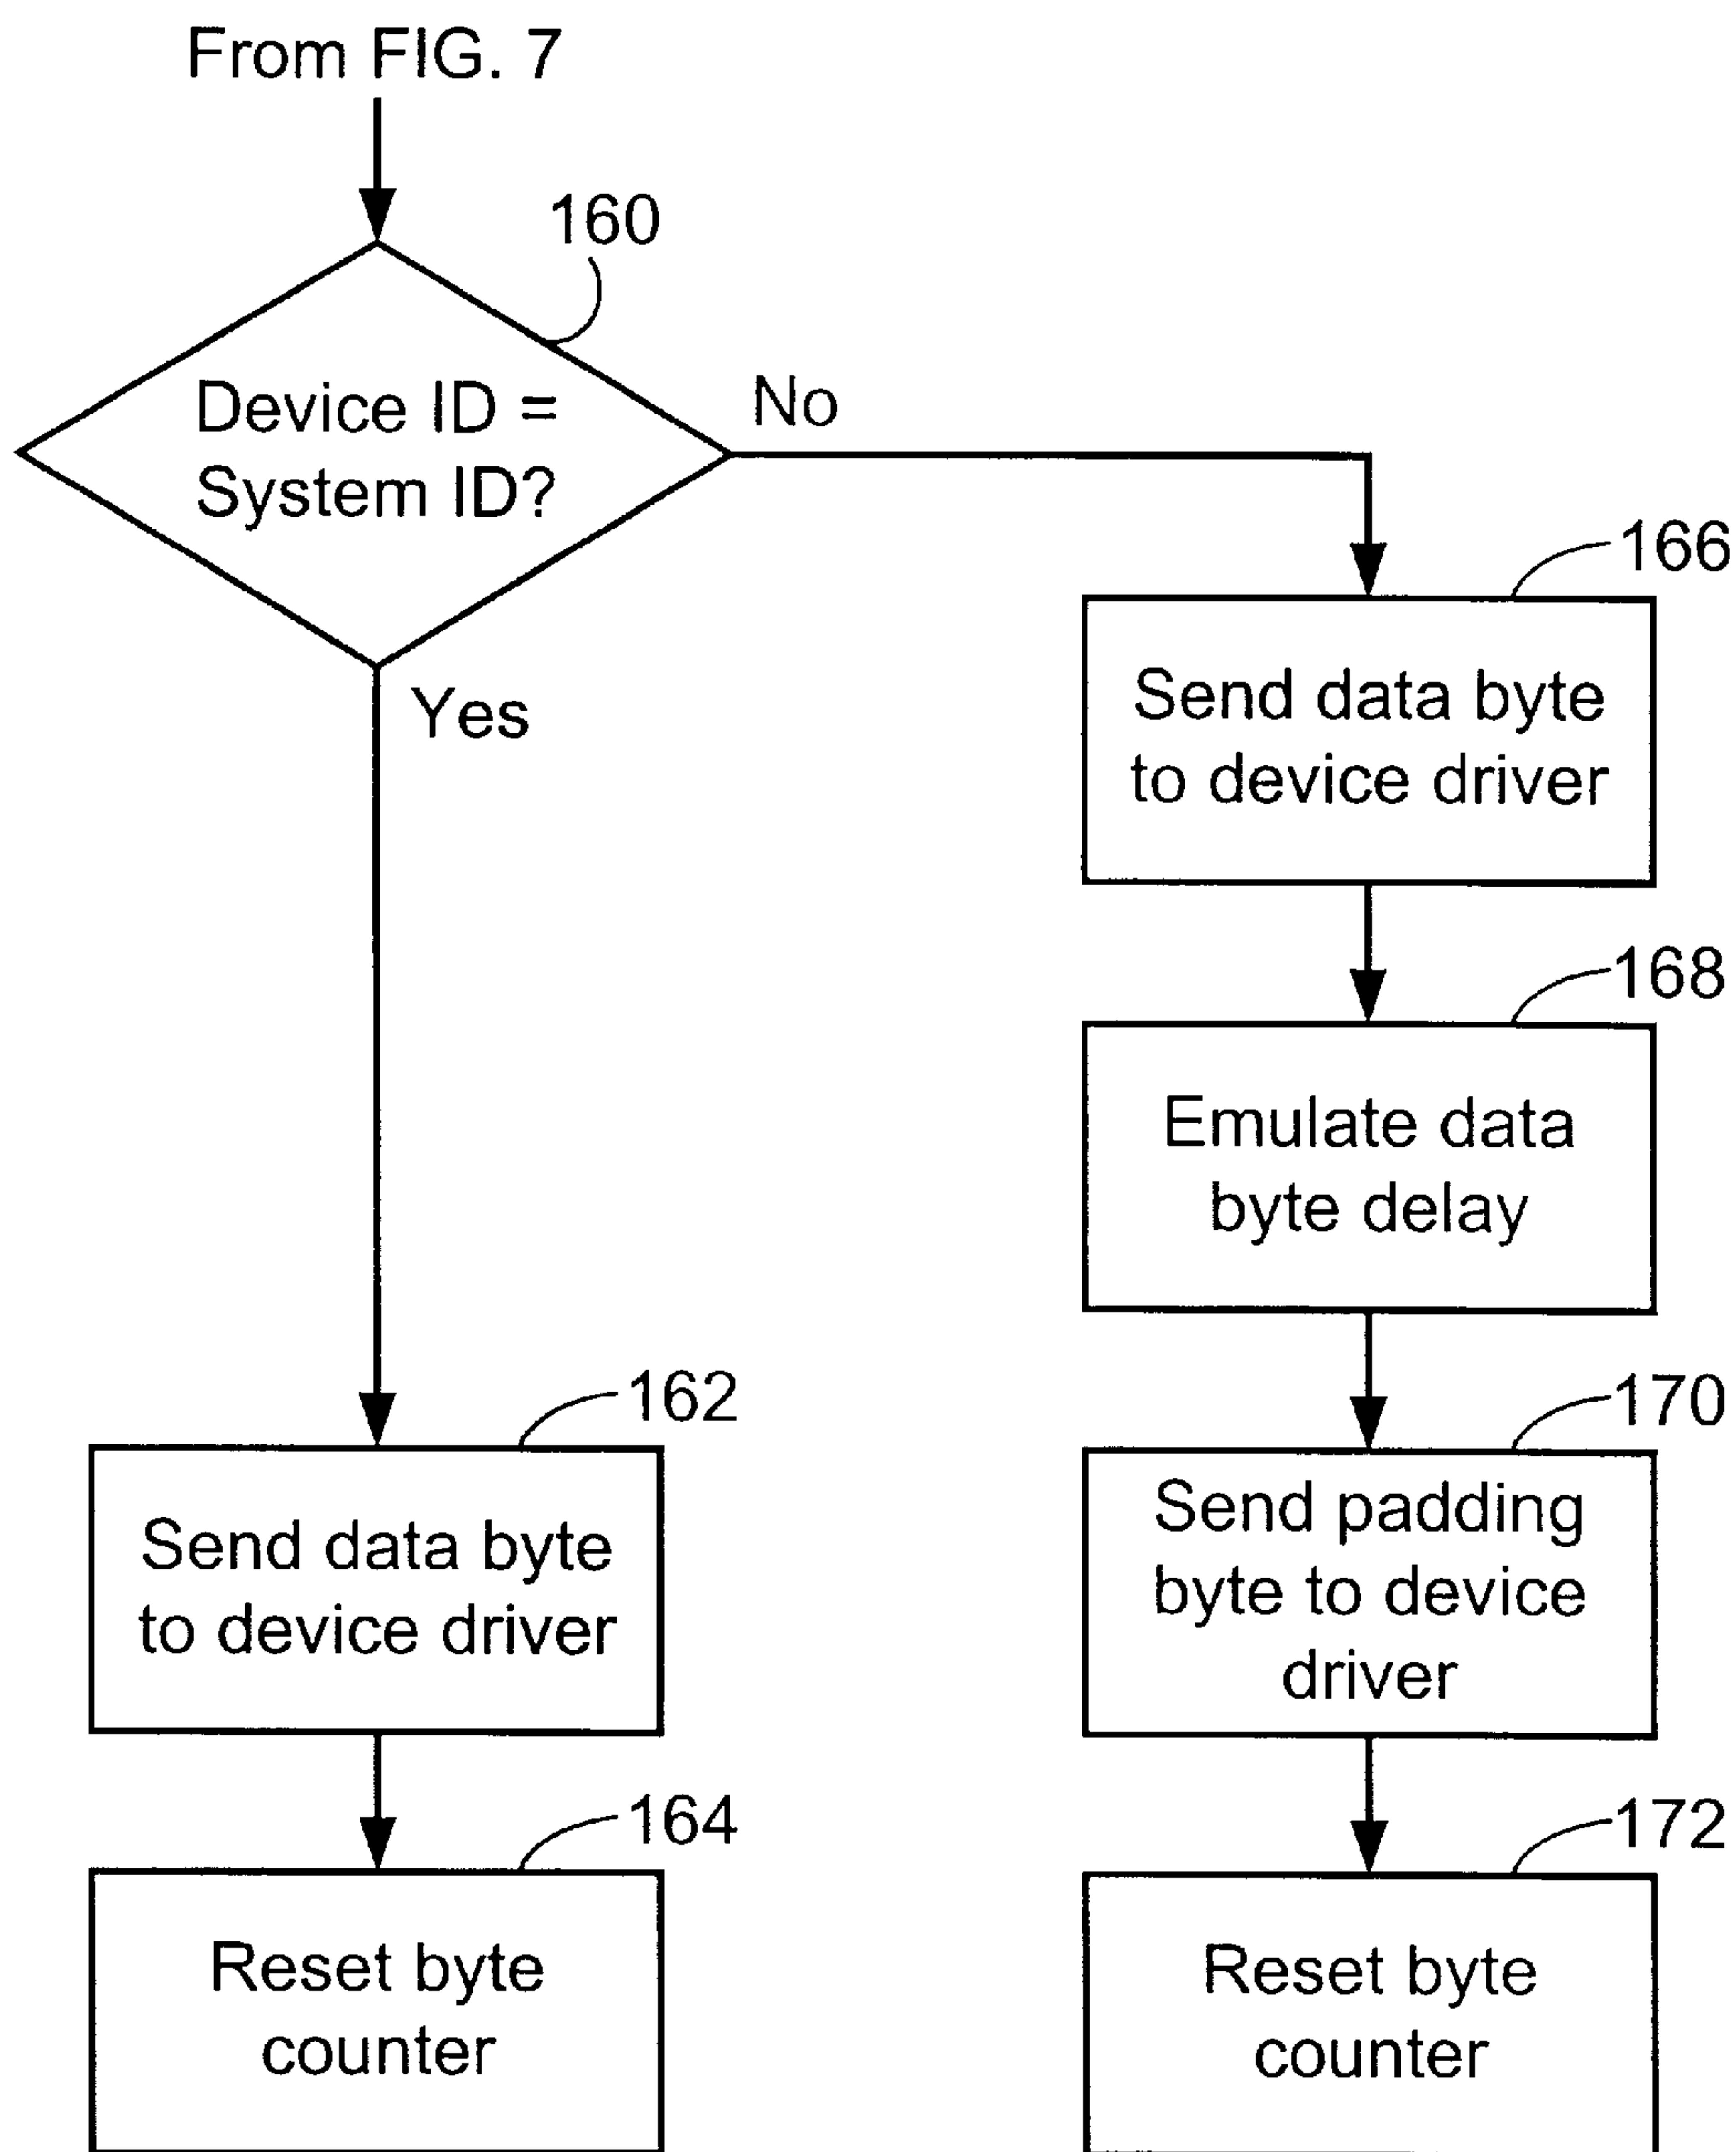 From FIG. 7
160
Device ID =
System ID?
No
Yes
166
Send data byte
to device driver
168
Emulate data
byte delay
162
Send data byte
to device driver
170
Send padding
byte to device
driver
164
Reset byte
counter
172
Reset byte
counter